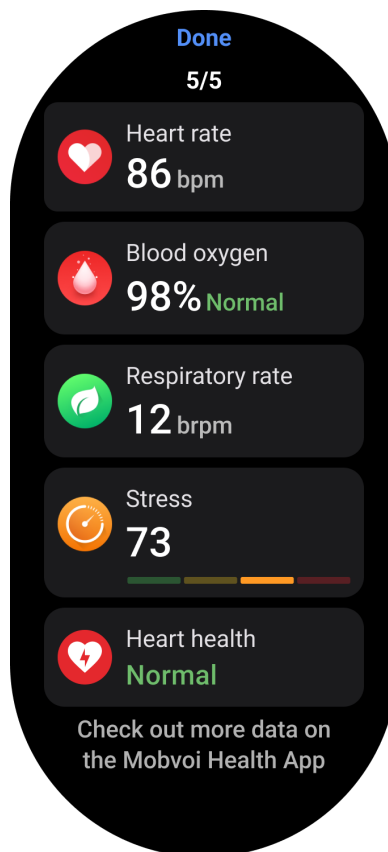 Done
5/5
Heart rate
86 bpm
Blood oxygen
98% Normal
Respiratory rate
12 brpm
Stress
73
Heart health
Normal
Check out more data on
the Mobvoi Health App